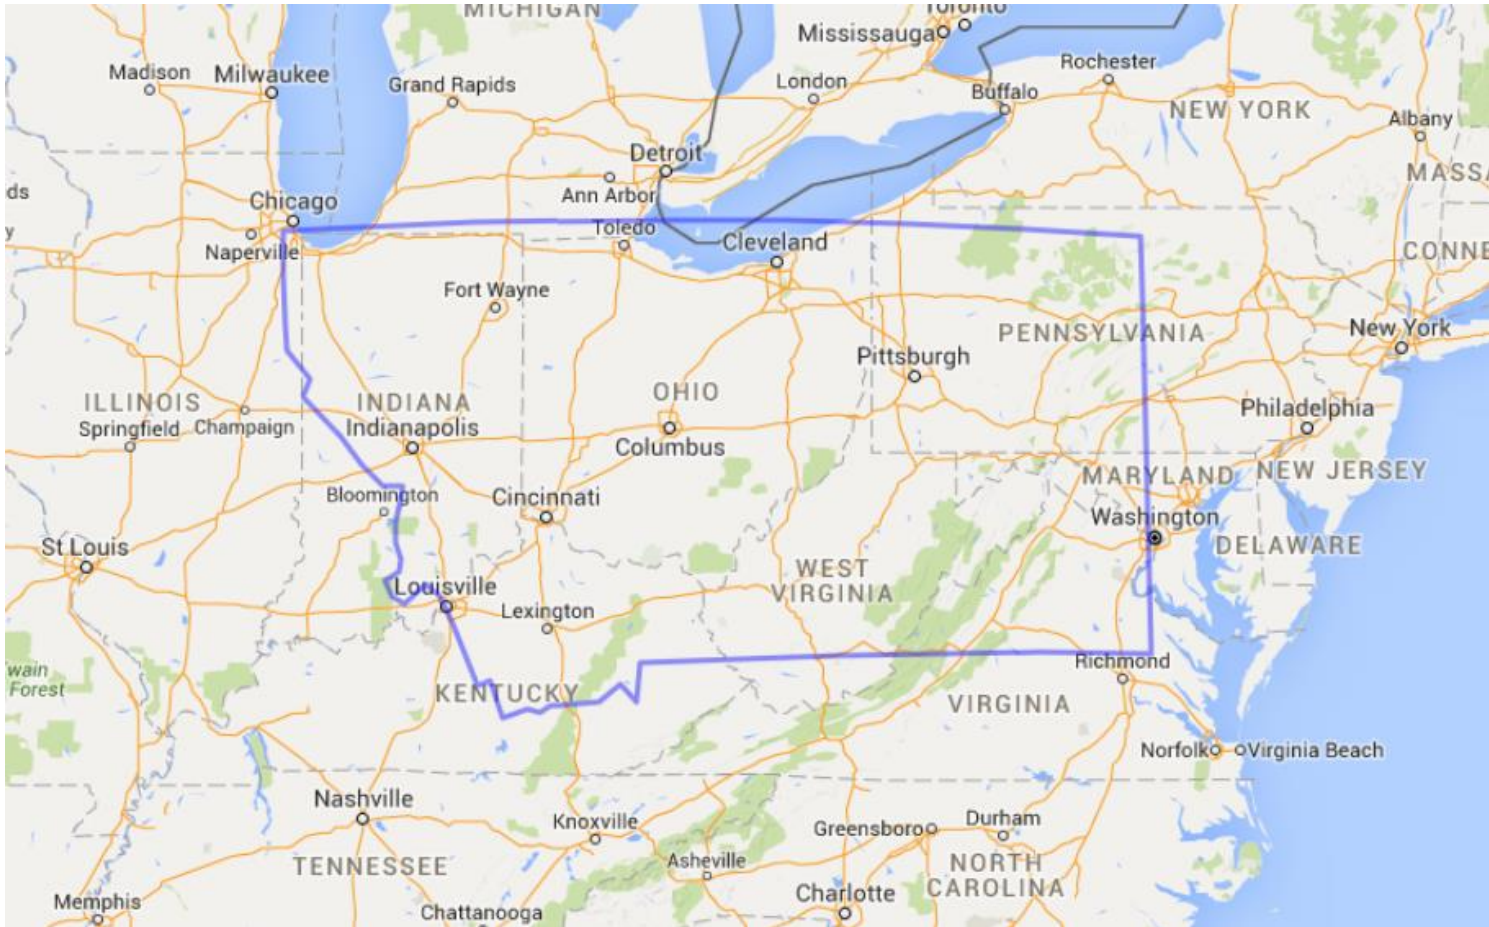 MICHIGAN
Toronto
Mississauga
Madison
Milwaukee
Grand Rapids
London
Buffalo
Rochester
NEW YORK
Albany
Detroit
MASSA
ds
Ann Arbor
Chicago
y
Naperville
Toledo
Cleveland
CONNE
Fort Wayne
PENNSYLVANIA
New York
Pittsburgh
ILLINOIS
INDIANA
OHIO
Springfield
Champaign
Indianapolis
Columbus
Philadelphia
MARYLAND
NEW JERSEY
Bloomington
Cincinnati
Washington
St Louis
DELAWARE
WEST
VIRGINIA
Louisville
Lexington
Richmond
wain
Forest
KENTUCKY
VIRGINIA
Norfolk
Virginia Beach
Nashville
Knoxville
Greensboro
Durham
TENNESSEE
Asheville
NORTH
CAROLINA
Memphis
Charlotte
Chattanooga